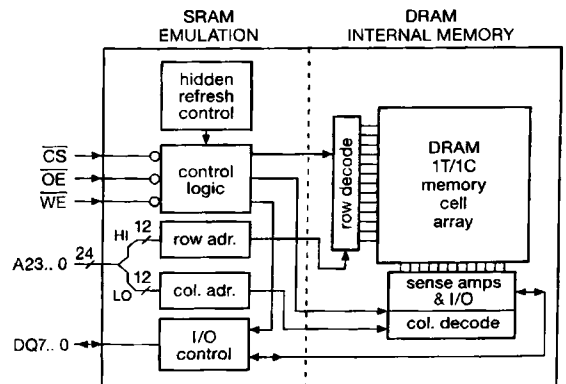 SRAM
EMULATION
DRAM
INTERNAL MEMORY
hidden
refresh
control
CS
OE
WE
control
logic
row decode
DRAM
1T/1C
memory
cell
array
HI
12
row adr.
A23.. 0
24
12
LO
col. adr.
sense amps
& I/O
col. decode
DQ7.. 0
I/O
control